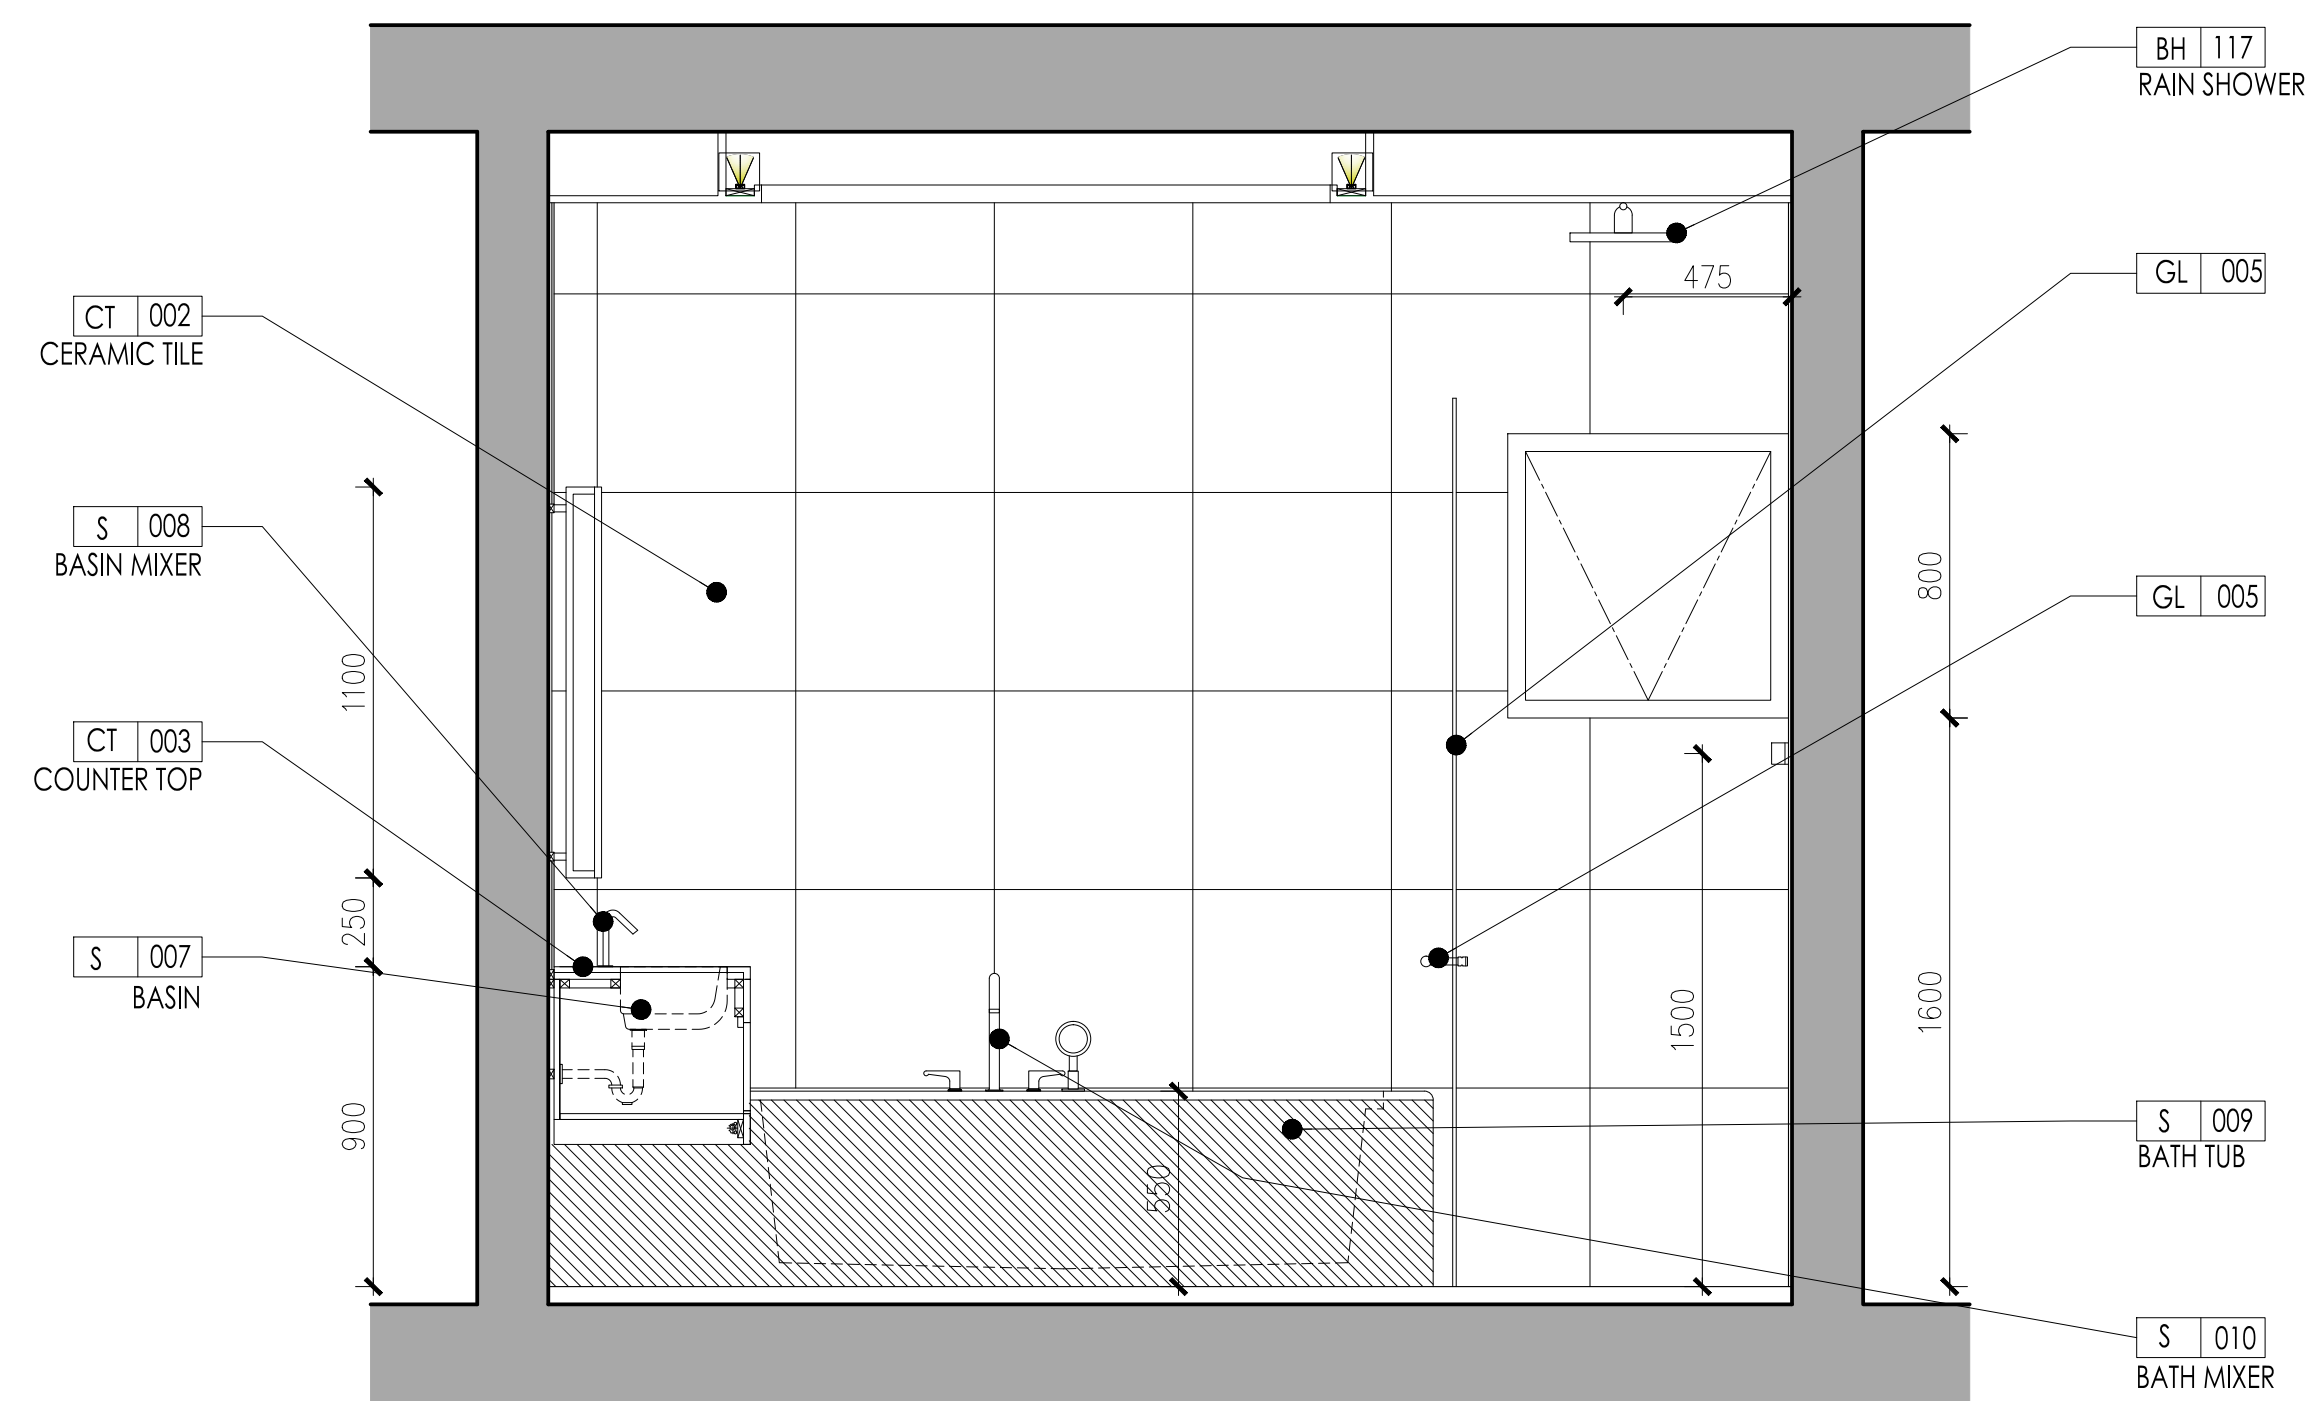 BH 117
RAIN SHOWER
GL 005
475
CT 002
CERAMIC TILE
S 008
BASIN MIXER
GL 005
800
1100
CT 003
COUNTER TOP
250
S 007
BASIN
1500
1600
900
550
S 009
BATH TUB
S 010
BATH MIXER